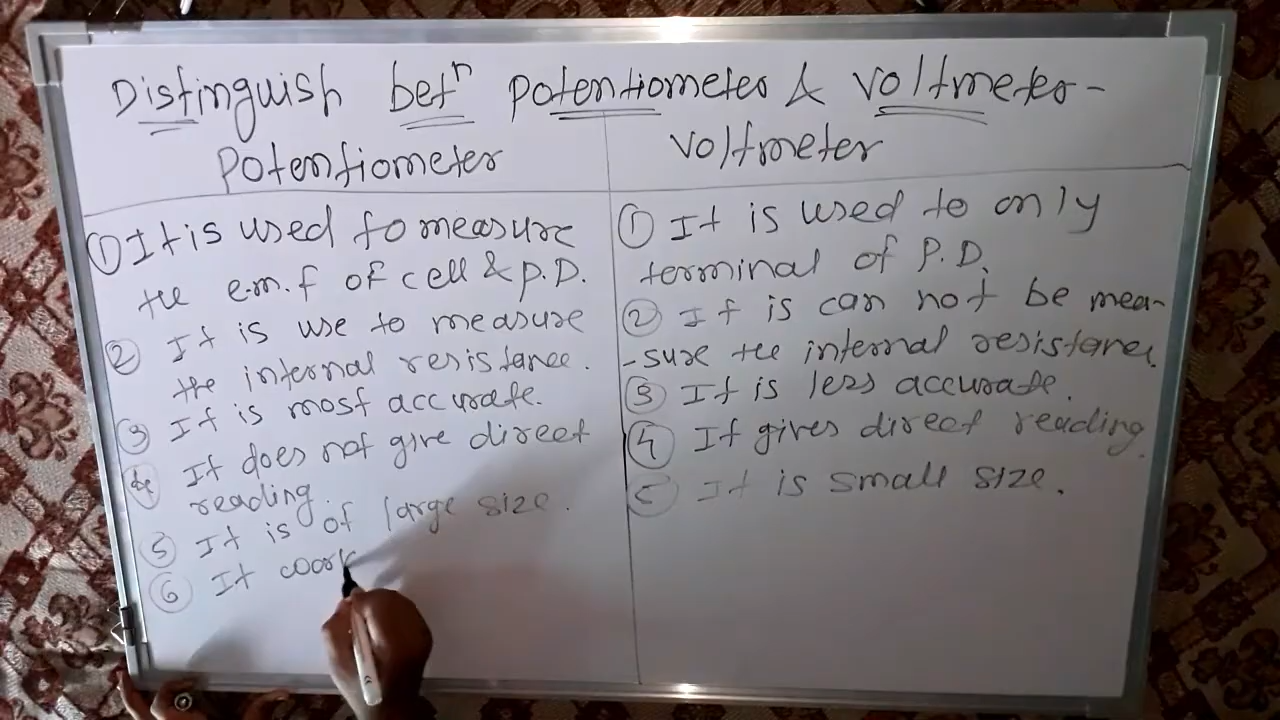 Distinguish betn potentiometer & voltmeter-
Potentiometer
① It is used to measure
the e.m.f of cell & P.D.
② It is use to measure
the internal resistance.
③ It is most accurate.
④ It does not give direct
reading.
⑤ It is of large size.
⑥ It work
voltmeter
① It is used to only
terminal of P.D.
② It is can not be mea-
-sure the internal resistance.
③ It is less accurate.
④ It gives direct reading.
⑤ It is small size.